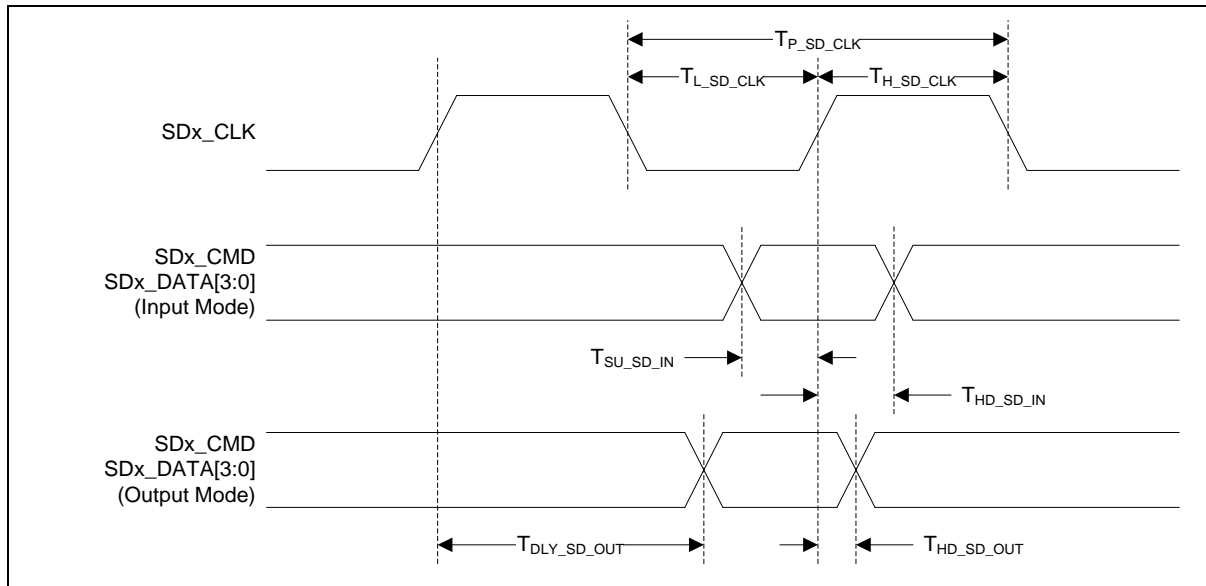 T_P_SD_CLK
T_L_SD_CLK T_H_SD_CLK
SDx_CLK
SDx_CMD
SDx_DATA[3:0]
(Input Mode)
T_SU_SD_IN
T_HD_SD_IN
SDx_CMD
SDx_DATA[3:0]
(Output Mode)
T_DLY_SD_OUT T_HD_SD_OUT